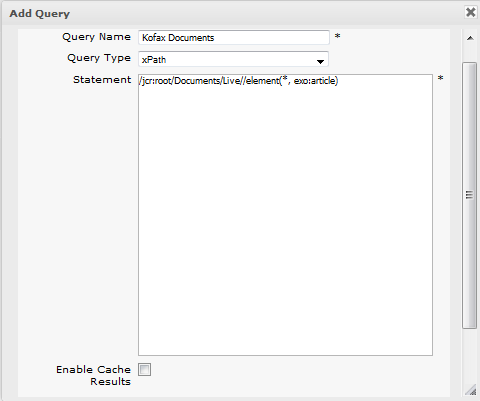 Add Query
Query Name Kofax Documents *
Query Type xPath
Statement /jcr:root/Documents/Live//element(*, exo:article) *
Enable Cache
Results